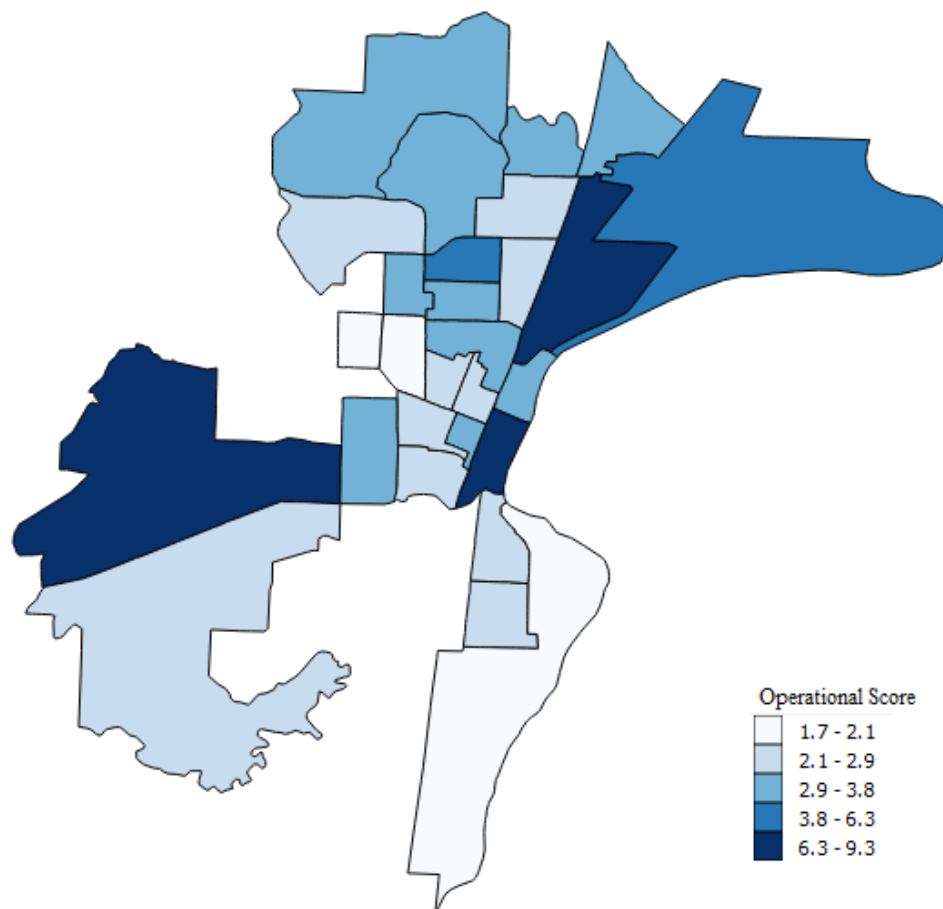 Operational Score
1.7 - 2.1
2.1 - 2.9
2.9 - 3.8
3.8 - 6.3
6.3 - 9.3